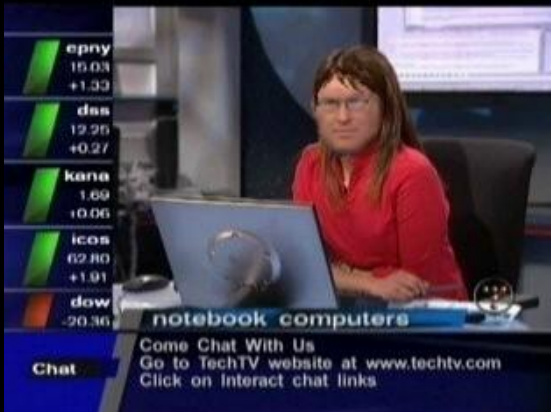 epny
15.03
+1.33
dss
12.25
+0.27
kana
1.69
+0.06
icos
62.80
+1.91
dow
-20.36
notebook computers
Chat
Come Chat With Us
Go to TechTV website at www.techtv.com
Click on Interact chat links